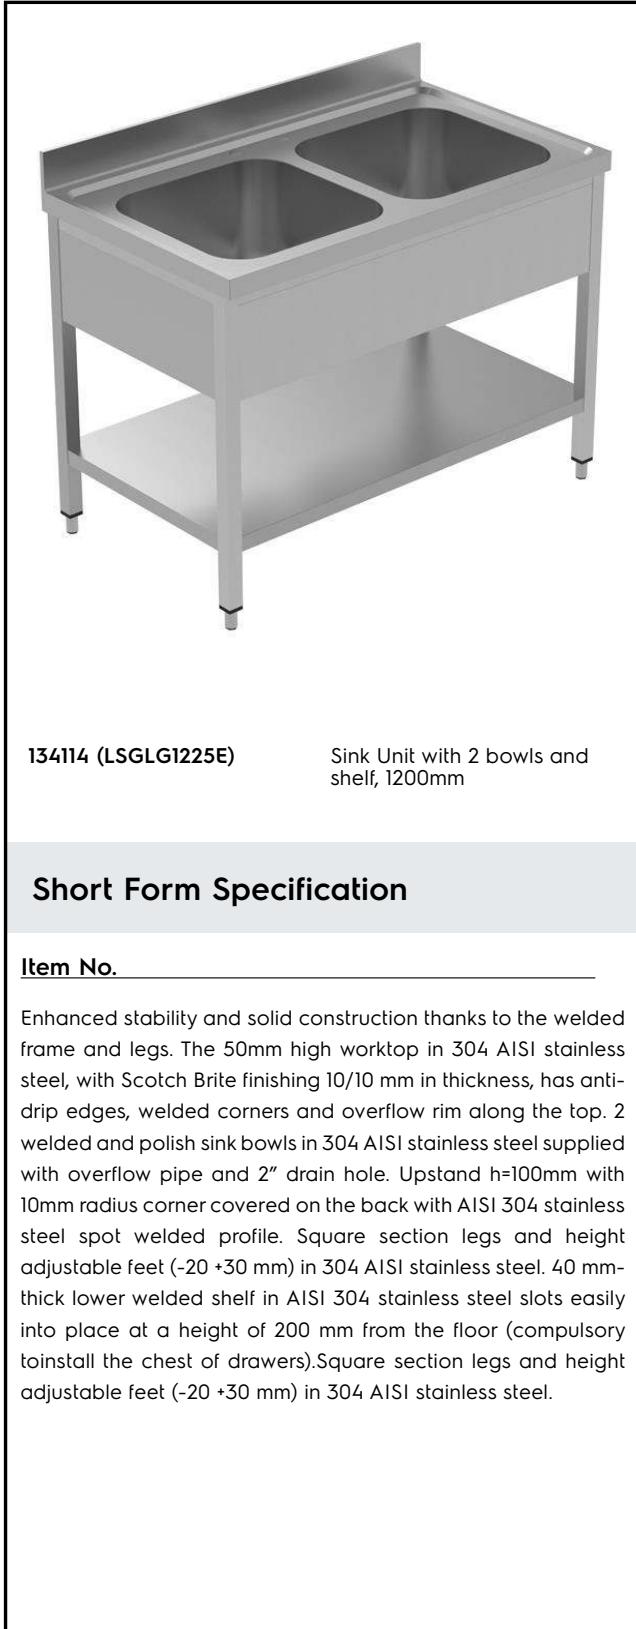 134114 (LSGLG1225E)
Sink Unit with 2 bowls and
shelf, 1200mm
Short Form Specification
Item No.
Enhanced stability and solid construction thanks to the welded
frame and legs. The 50mm high worktop in 304 AISI stainless
steel, with Scotch Brite finishing 10/10 mm in thickness, has anti-
drip edges, welded corners and overflow rim along the top. 2
welded and polish sink bowls in 304 AISI stainless steel supplied
with overflow pipe and 2” drain hole. Upstand h=100mm with
10mm radius corner covered on the back with AISI 304 stainless
steel spot welded profile. Square section legs and height
adjustable feet (-20 +30 mm) in 304 AISI stainless steel. 40 mm-
thick lower welded shelf in AISI 304 stainless steel slots easily
into place at a height of 200 mm from the floor (compulsory
toinstall the chest of drawers).Square section legs and height
adjustable feet (-20 +30 mm) in 304 AISI stainless steel.